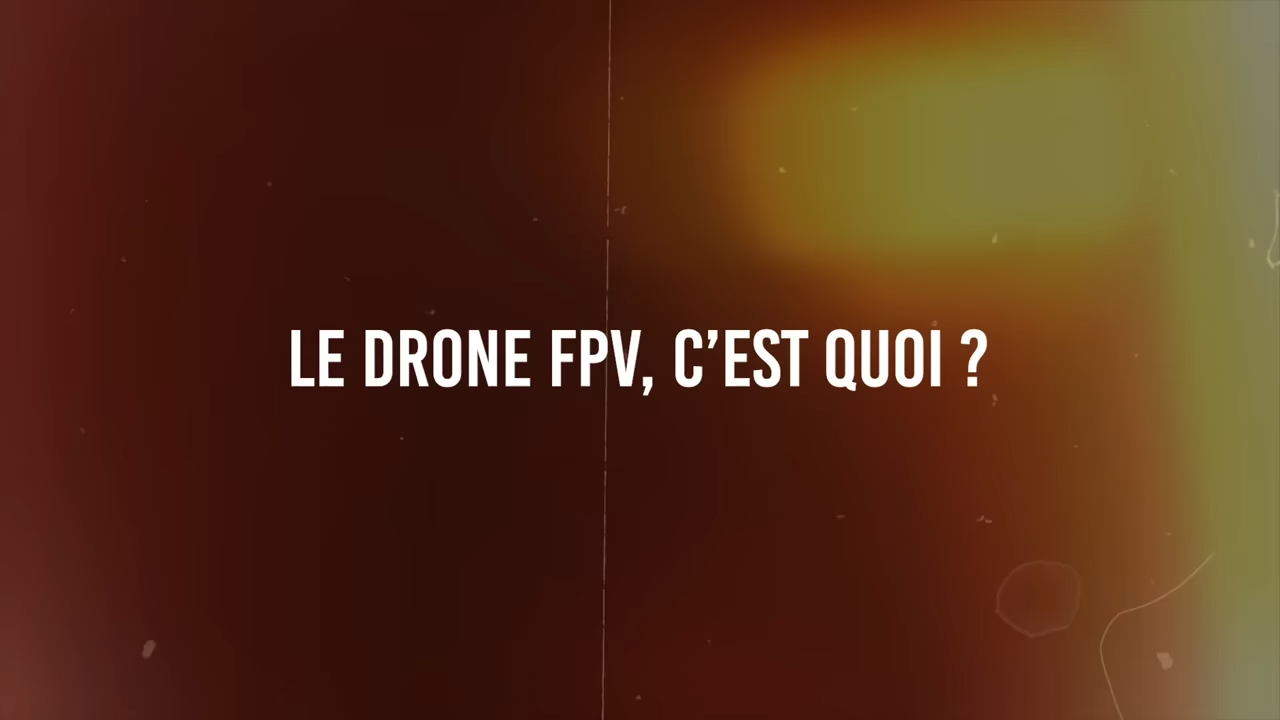 LE DRONE FPV, C’EST QUOI ?